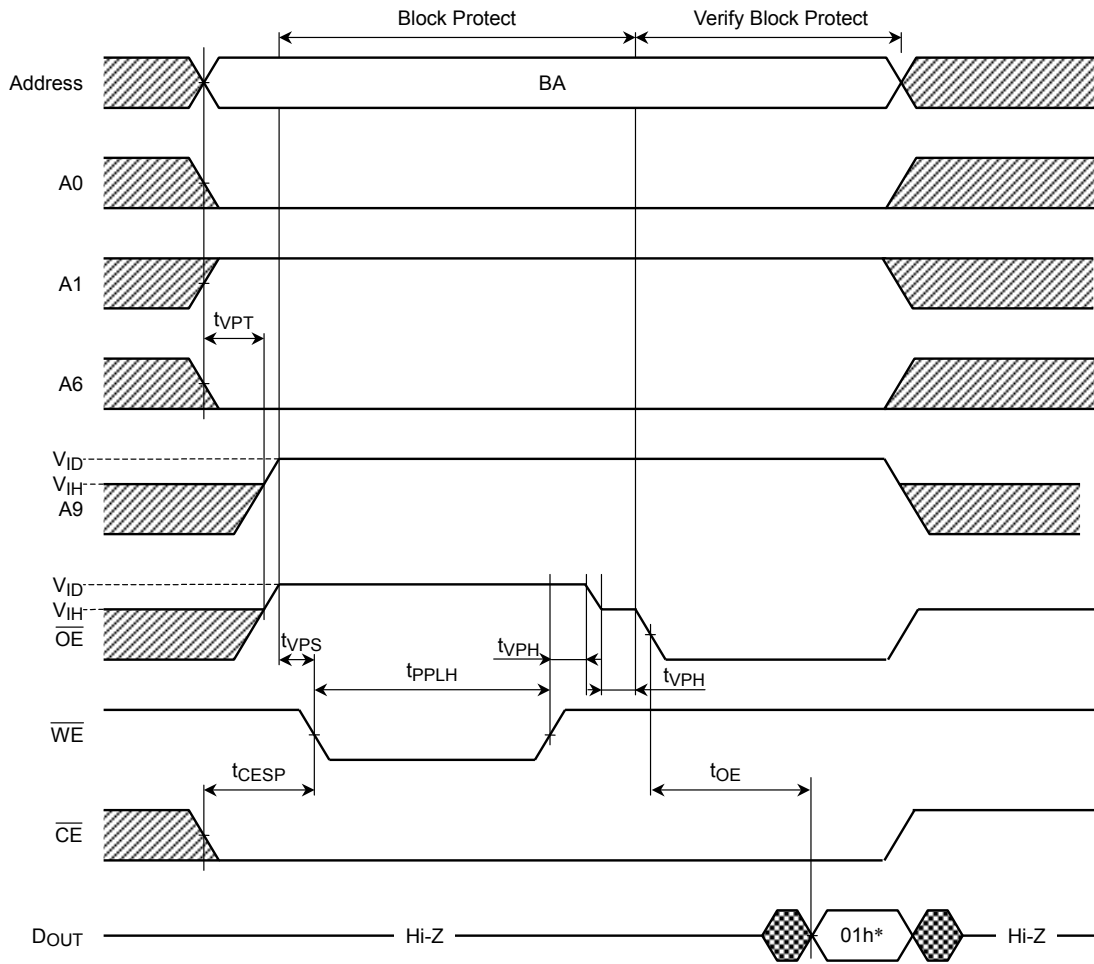 Block Protect Verify Block Protect
Address BA
A0
A1
tVPT
A6
VID
VIH
A9
VID
VIH
OE
tVPS tVPH
tPPLH tVPH
WE
tCESP tOE
CE
DOUT Hi-Z 01h* Hi-Z